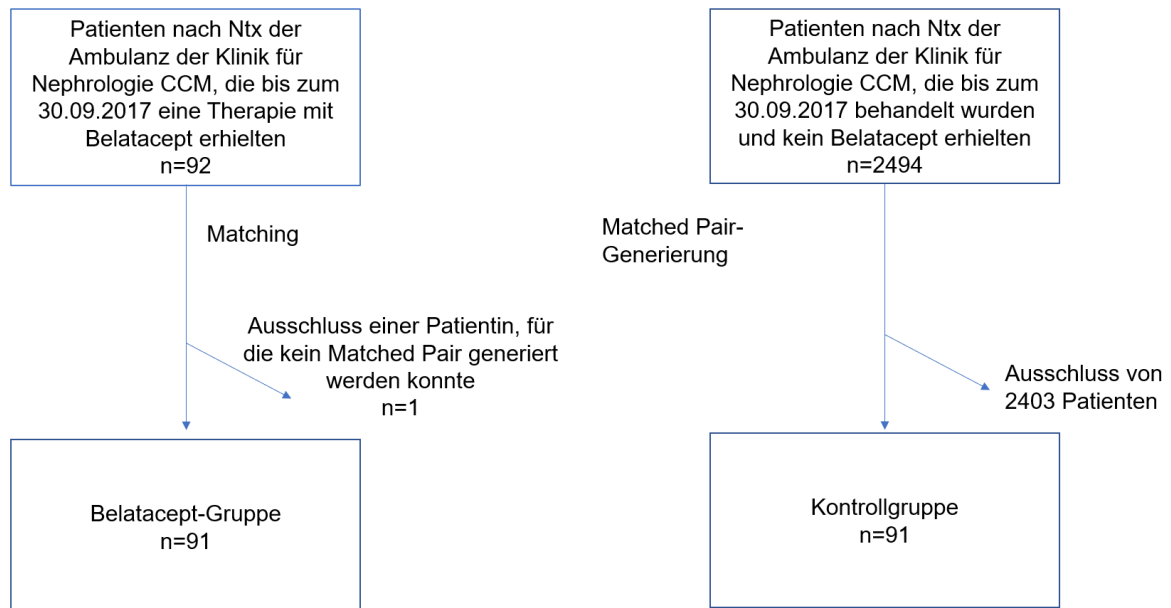 Patienten nach Ntx der
Ambulanz der Klinik für
Nephrologie CCM, die bis zum
30.09.2017 eine Therapie mit
Belatacept erhielten
n=92
Matching
Ausschluss einer Patientin, für
die kein Matched Pair generiert
werden konnte
n=1
Belatacept-Gruppe
n=91
Patienten nach Ntx der
Ambulanz der Klinik für
Nephrologie CCM, die bis zum
30.09.2017 behandelt wurden
und kein Belatacept erhielten
n=2494
Matched Pair-
Generierung
Ausschluss von
2403 Patienten
Kontrollgruppe
n=91